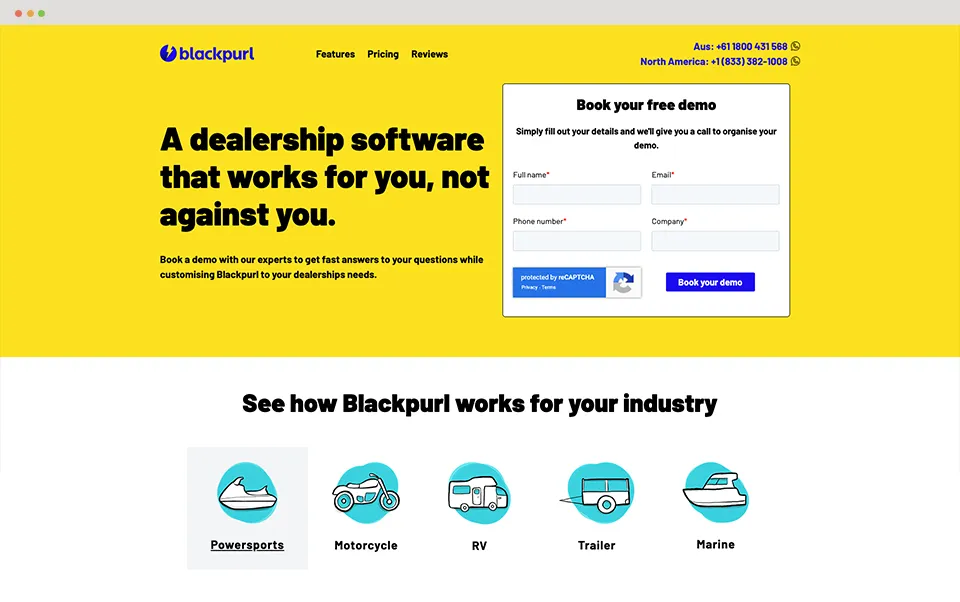 blackpurl
Features Pricing Reviews
Aus: +61 1800 431 568
North America: +1 (833) 382-1008
A dealership software
that works for you, not
against you.
Book a demo with our experts to get fast answers to your questions while
customising Blackpurl to your dealerships needs.
Book your free demo
Simply fill out your details and we'll give you a call to organise your
demo.
Full name* Email*
Phone number* Company*
protected by reCAPTCHA
Privacy - Terms
Book your demo
See how Blackpurl works for your industry
Powersports Motorcycle RV Trailer Marine